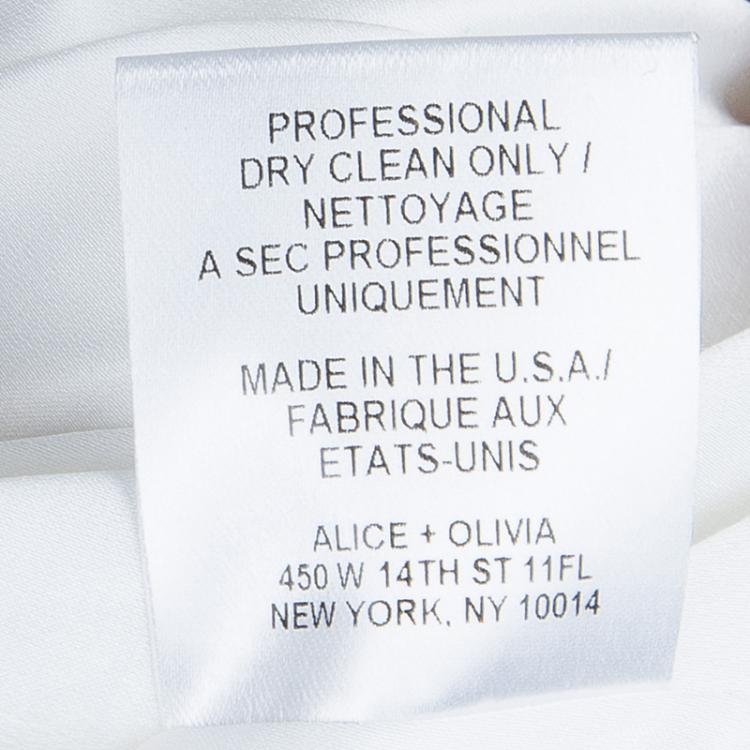 PROFESSIONAL
DRY CLEAN ONLY /
NETTOYAGE
A SEC PROFESSIONNEL
UNIQUEMENT
MADE IN THE U.S.A./
FABRIQUE AUX
ETATS-UNIS
ALICE + OLIVIA
450 W 14TH ST 11FL
NEW YORK, NY 10014